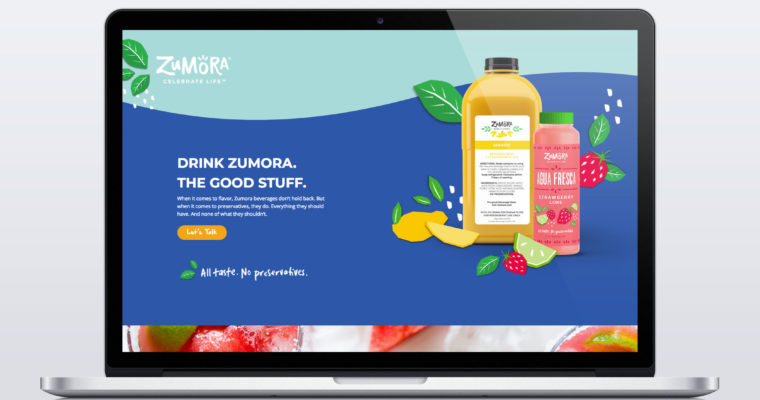 ZUMORA™
CELEBRATE LIFE™
DRINK ZUMORA.
THE GOOD STUFF.
When it comes to flavor, Zumora beverages don't hold back. But
when it comes to preservatives, they do. Everything they should
have. And none of what they shouldn't.
Let's Talk
All taste. No preservatives.
ZUMORA
MANGO
ZUMORA
AGUA FRESCA
STRAWBERRY
LIME